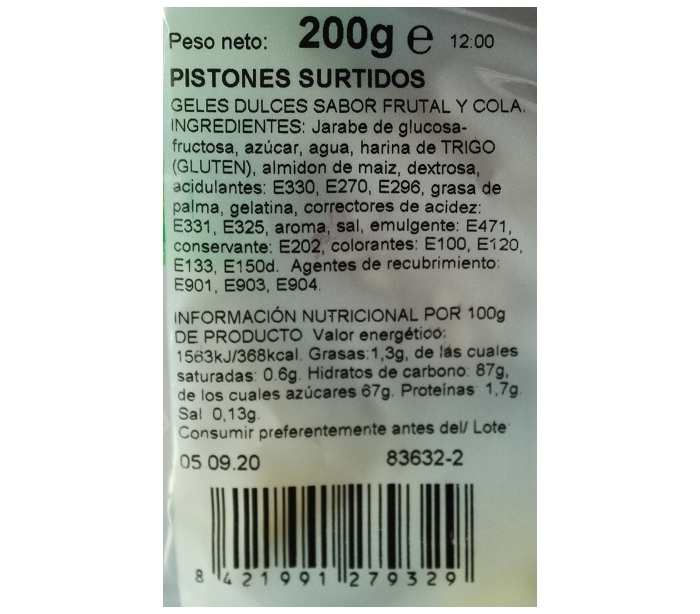 Peso neto: 200g e 12:00
PISTONES SURTIDOS
GELES DULCES SABOR FRUTAL Y COLA.
INGREDIENTES: Jarabe de glucosa-
fructosa, azúcar, agua, harina de TRIGO
(GLUTEN), almidon de maiz, dextrosa,
acidulantes: E330, E270, E296, grasa de
palma, gelatina, correctores de acidez:
E331, E325, aroma, sal, emulgente: E471,
conservante: E202, colorantes: E100, E120,
E133, E150d. Agentes de recubrimiento:
E901, E903, E904.
INFORMACIÓN NUTRICIONAL POR 100g
DE PRODUCTO Valor energético:
1563kJ/368kcal. Grasas:1,3g, de las cuales
saturadas: 0.6g. Hidratos de carbono: 87g,
de los cuales azúcares 67g. Proteínas 1,7g.
Sal 0,13g.
Consumir preferentemente antes del/ Lote
05 09.20 83632-2
8 421991 279329